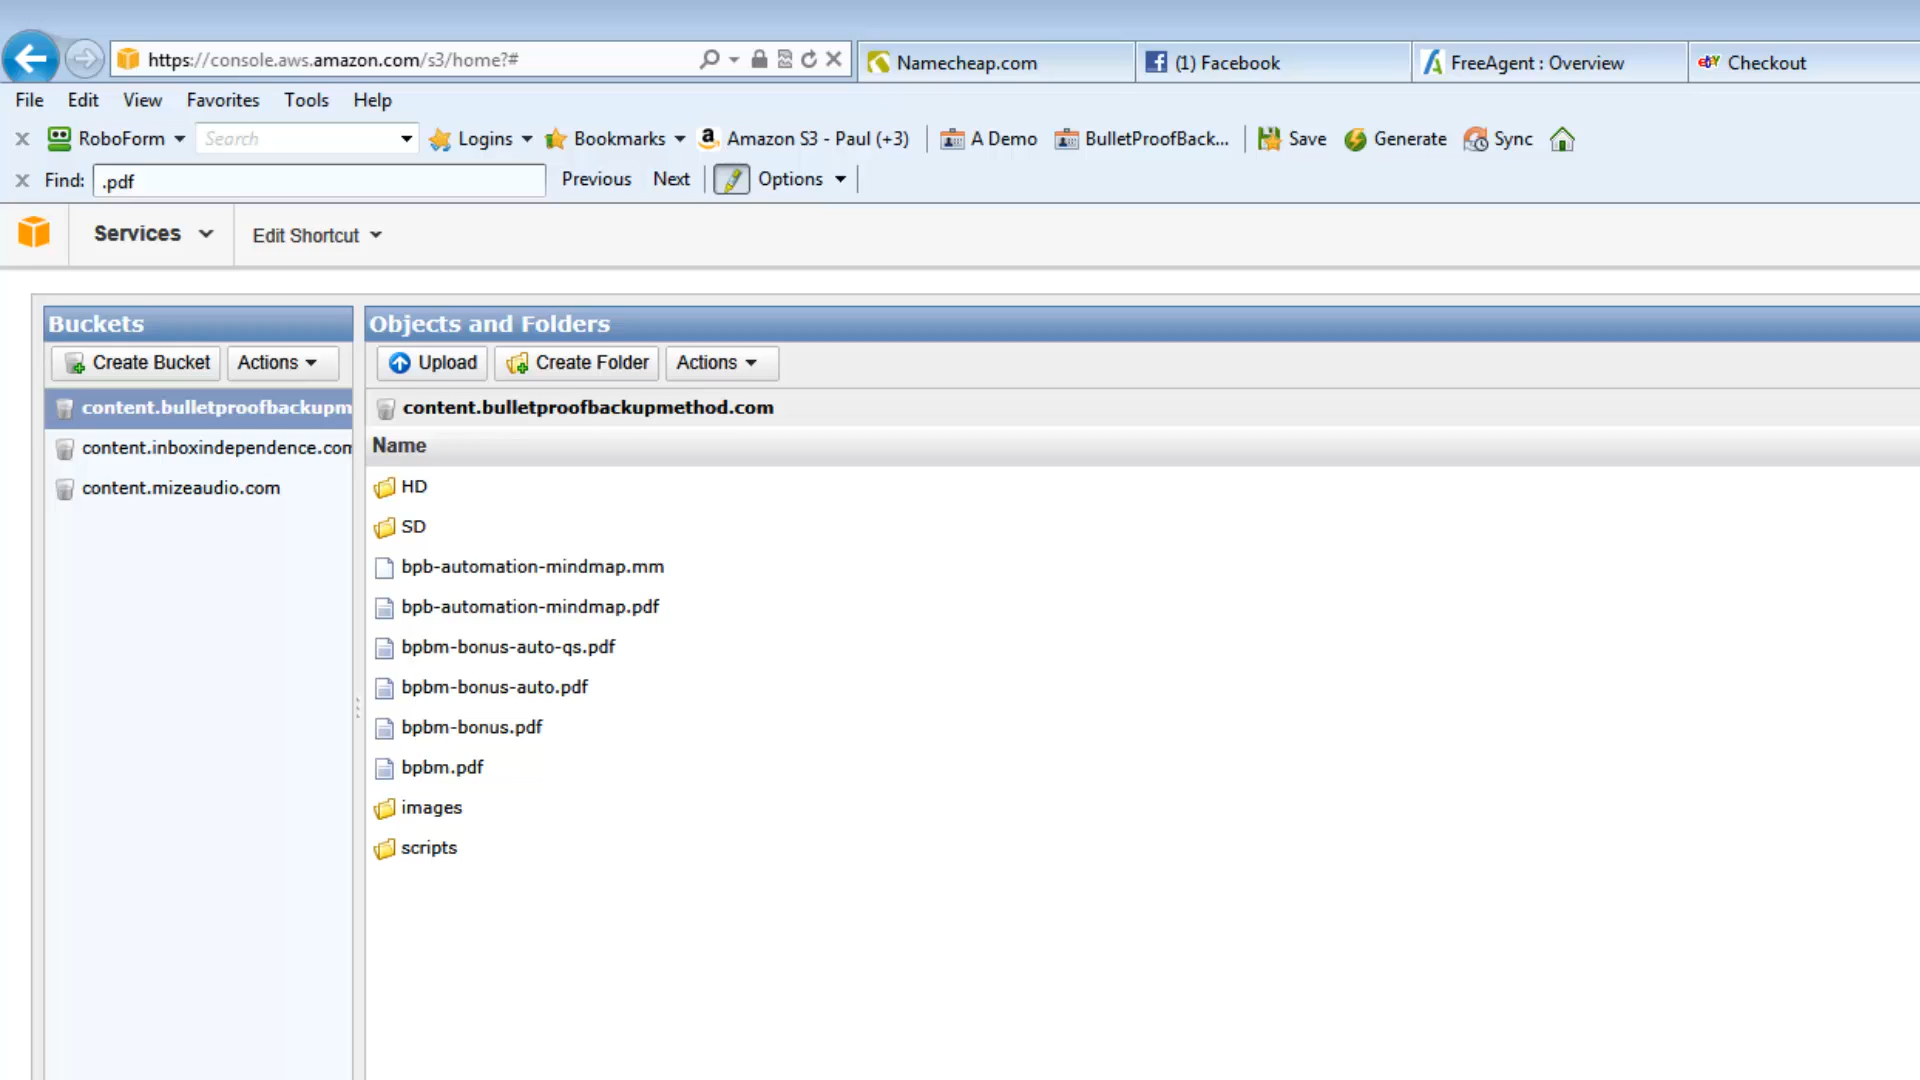 https://console.aws.amazon.com/s3/home?#
Namecheap.com
(1) Facebook
FreeAgent : Overview
ebay Checkout
File Edit View Favorites Tools Help
x RoboForm Search Logins Bookmarks a Amazon S3 - Paul (+3) A Demo BulletProofBack... Save Generate Sync
x Find: .pdf Previous Next Options
Services Edit Shortcut
Buckets
Create Bucket Actions
content.bulletproofbackupm
content.inboxindependence.com
content.mizeaudio.com
Objects and Folders
Upload Create Folder Actions
content.bulletproofbackupmethod.com
Name
HD
SD
bpb-automation-mindmap.mm
bpb-automation-mindmap.pdf
bpbm-bonus-auto-qs.pdf
bpbm-bonus-auto.pdf
bpbm-bonus.pdf
bpbm.pdf
images
scripts